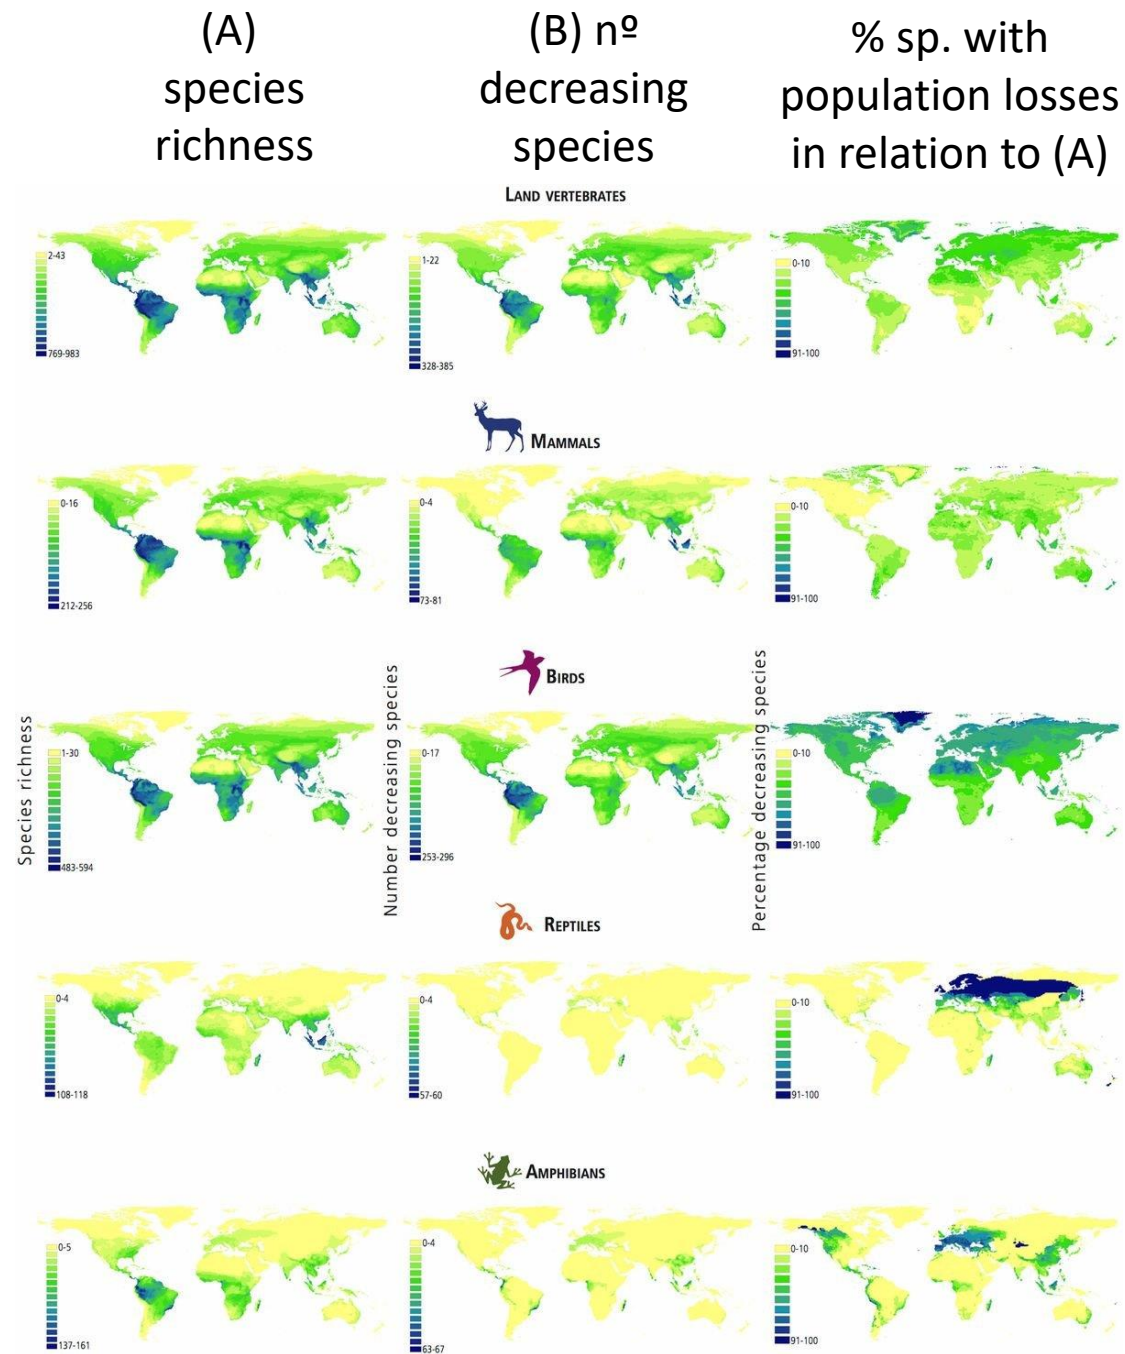 (A)
species
richness
(B) nº
decreasing
species
% sp. with
population losses
in relation to (A)
LAND VERTEBRATES
2-43
769-983
1-22
328-385
0-10
91-100
MAMMALS
0-16
212-256
0-4
73-81
0-10
91-100
BIRDS
Species richness
1-30
483-594
Number decreasing species
0-17
253-296
Percentage decreasing species
0-10
91-100
REPTILES
0-4
108-118
0-4
57-60
0-10
91-100
AMPHIBIANS
0-5
137-161
0-4
63-67
0-10
91-100